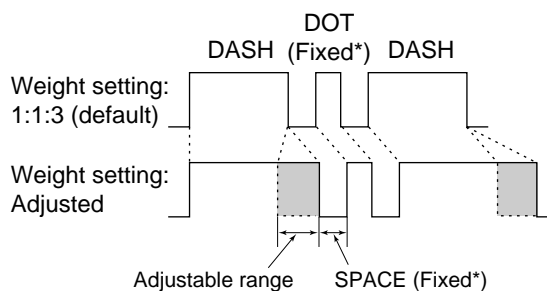 DOT
DASH (Fixed*) DASH
Weight setting:
1:1:3 (default)
Weight setting:
Adjusted
Adjustable range SPACE (Fixed*)